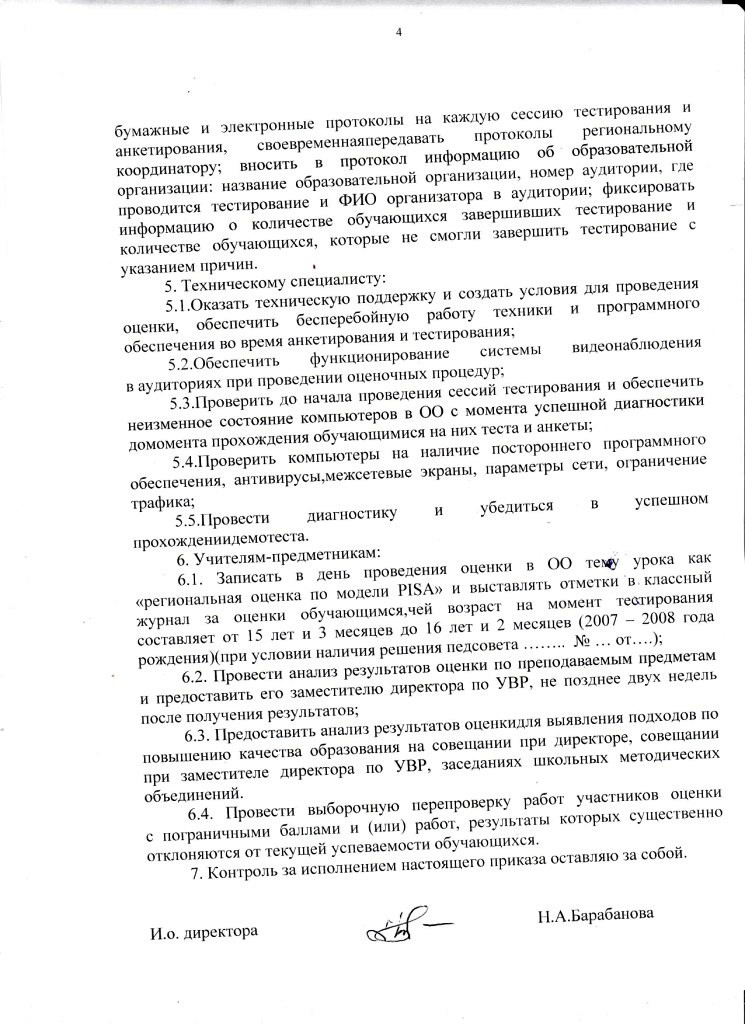 4
бумажные и электронные протоколы на каждую сессию тестирования и
анкетирования, своевременнаяпередавать протоколы региональному
координатору; вносить в протокол информацию об образовательной
организации: название образовательной организации, номер аудитории, где
проводится тестирование и ФИО организатора в аудитории; фиксировать
информацию о количестве обучающихся завершивших тестирование и
количестве обучающихся, которые не смогли завершить тестирование с
указанием причин.
5. Техническому специалисту:
5.1.Оказать техническую поддержку и создать условия для проведения
оценки, обеспечить бесперебойную работу техники и программного
обеспечения во время анкетирования и тестирования;
5.2.Обеспечить функционирование системы видеонаблюдения
в аудиториях при проведении оценочных процедур;
5.3.Проверить до начала проведения сессий тестирования и обеспечить
неизменное состояние компьютеров в ОО с момента успешной диагностики
домомента прохождения обучающимися на них теста и анкеты;
5.4.Проверить компьютеры на наличие постороннего программного
обеспечения, антивирусы,межсетевые экраны, параметры сети, ограничение
трафика;
5.5.Провести диагностику и убедиться в успешном
прохождениидемотеста.
6. Учителям-предметникам:
6.1. Записать в день проведения оценки в ОО тему урока как
«региональная оценка по модели PISA» и выставлять отметки в классный
журнал за оценки обучающимся,чей возраст на момент тестирования
составляет от 15 лет и 3 месяцев до 16 лет и 2 месяцев (2007 – 2008 года
рождения)(при условии наличия решения педсовета …….. № … от….);
6.2. Провести анализ результатов оценки по преподаваемым предметам
и предоставить его заместителю директора по УВР, не позднее двух недель
после получения результатов;
6.3. Предоставить анализ результатов оценкидля выявления подходов по
повышению качества образования на совещании при директоре, совещании
при заместителе директора по УВР, заседаниях школьных методических
объединений.
6.4. Провести выборочную перепроверку работ участников оценки
с пограничными баллами и (или) работ, результаты которых существенно
отклоняются от текущей успеваемости обучающихся.
7. Контроль за исполнением настоящего приказа оставляю за собой.
И.о. директора Н.А.Барабанова